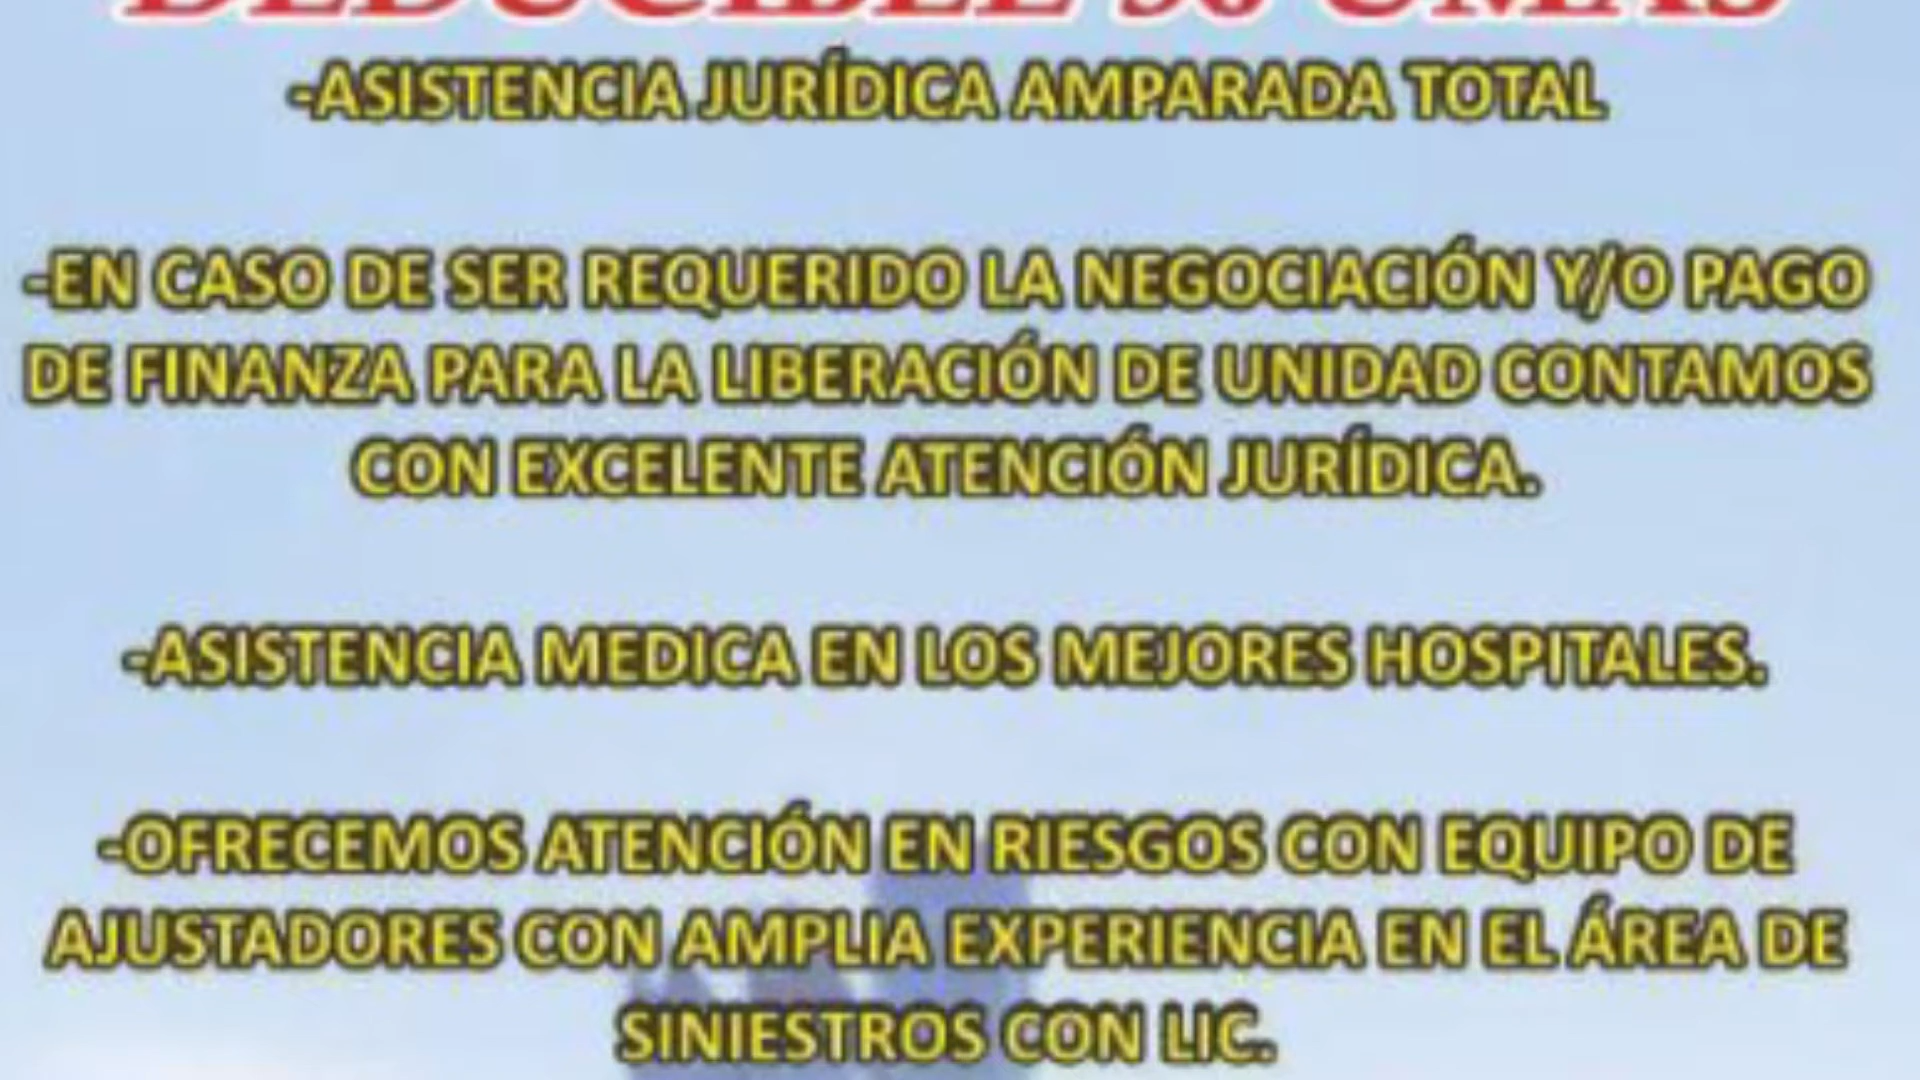 -ASISTENCIA JURÍDICA AMPARADA TOTAL
-EN CASO DE SER REQUERIDO LA NEGOCIACIÓN Y/O PAGO
DE FINANZA PARA LA LIBERACIÓN DE UNIDAD CONTAMOS
CON EXCELENTE ATENCIÓN JURÍDICA.
-ASISTENCIA MEDICA EN LOS MEJORES HOSPITALES.
-OFRECEMOS ATENCIÓN EN RIESGOS CON EQUIPO DE
AJUSTADORES CON AMPLIA EXPERIENCIA EN EL ÁREA DE
SINIESTROS CON LIC.